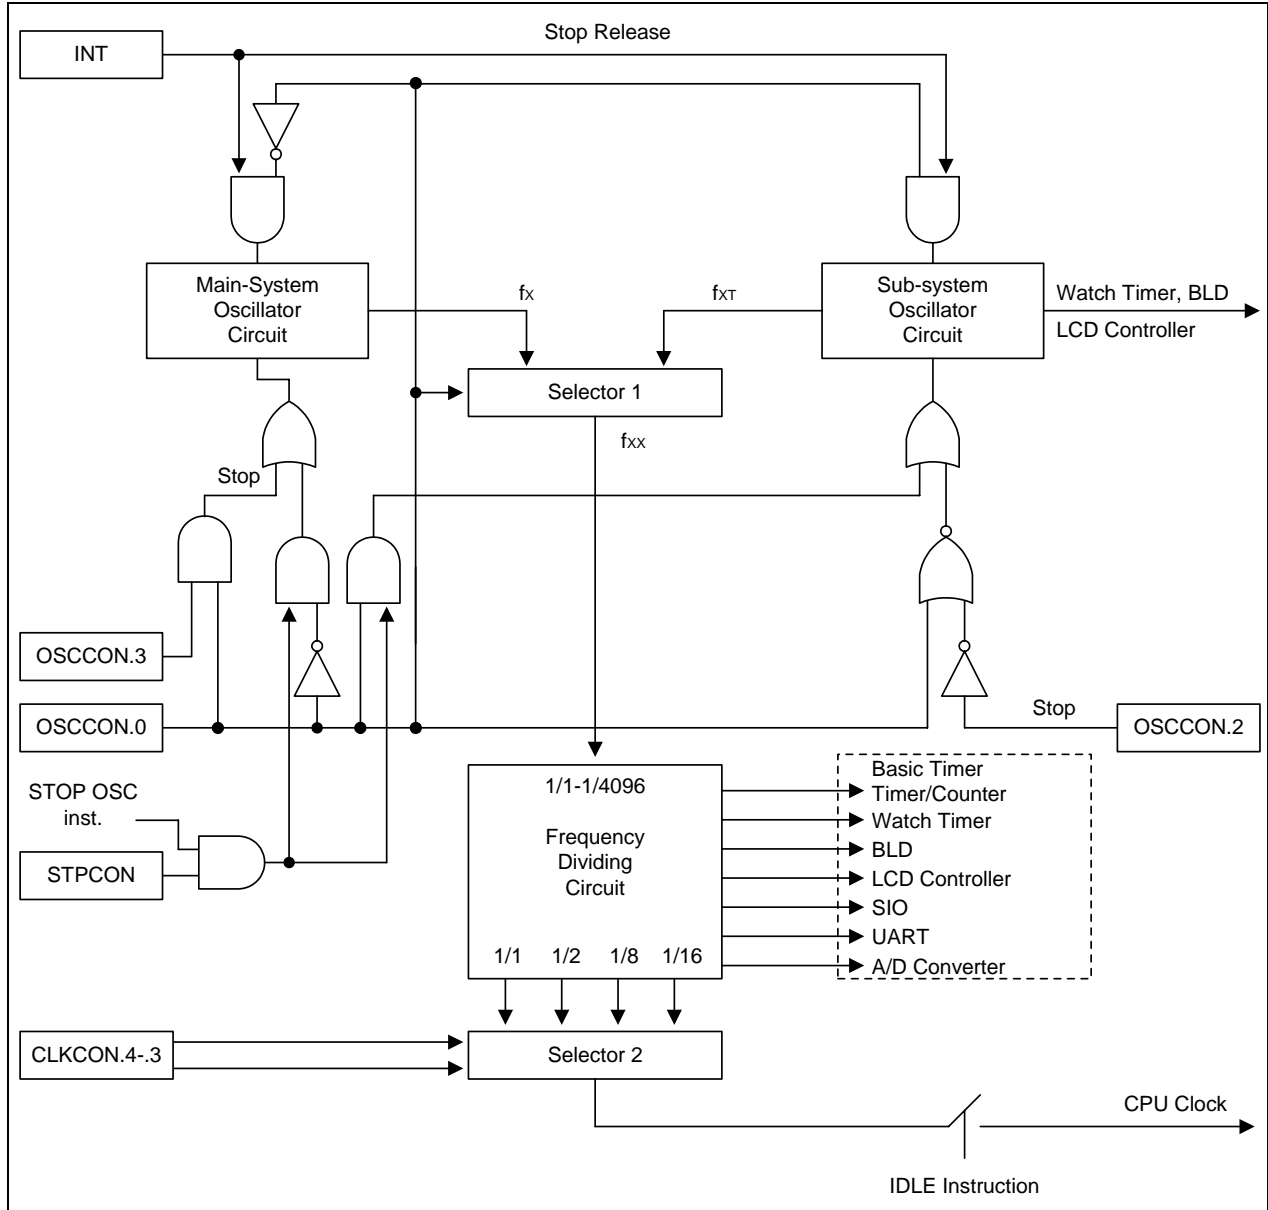 INT
Stop Release
Main-System
Oscillator
Circuit
fX
fXT
Sub-system
Oscillator
Circuit
Watch Timer, BLD
LCD Controller
Selector 1
fXX
Stop
OSCCON.3
OSCCON.0
Stop
OSCCON.2
STOP OSC
inst.
STPCON
1/1-1/4096
Frequency
Dividing
Circuit
1/1 1/2 1/8 1/16
Basic Timer
Timer/Counter
Watch Timer
BLD
LCD Controller
SIO
UART
A/D Converter
CLKCON.4-.3
Selector 2
CPU Clock
IDLE Instruction